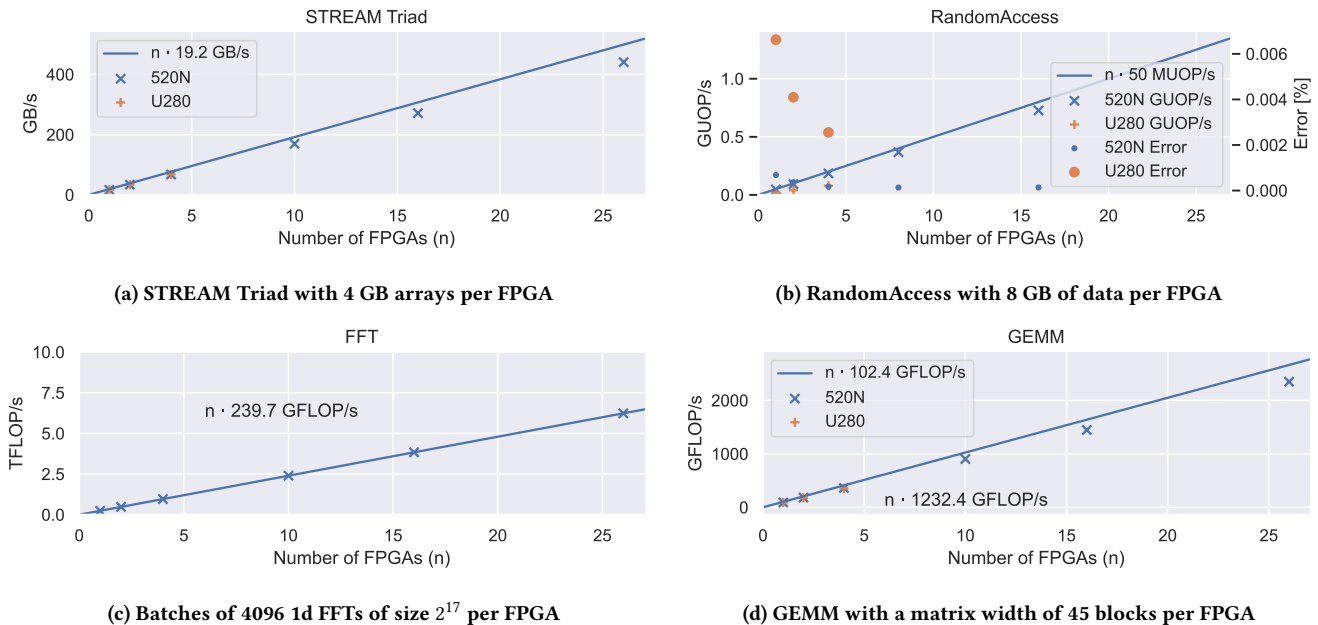 STREAM Triad
n · 19.2 GB/s
520N
U280
GB/s
400
200
0
0 5 10 15 20 25
Number of FPGAs (n)
(a) STREAM Triad with 4 GB arrays per FPGA
RandomAccess
n · 50 MUOP/s
520N GUOP/s
U280 GUOP/s
520N Error
U280 Error
GUOP/s
1.0
0.5
0.0
0.006
0.004
0.002
0.000
Error [%]
0 5 10 15 20 25
Number of FPGAs (n)
(b) RandomAccess with 8 GB of data per FPGA
FFT
n · 239.7 GFLOP/s
TFLOP/s
10.0
7.5
5.0
2.5
0.0
0 5 10 15 20 25
Number of FPGAs (n)
(c) Batches of 4096 1d FFTs of size 2¹⁷ per FPGA
GEMM
n · 102.4 GFLOP/s
520N
U280
n · 1232.4 GFLOP/s
GFLOP/s
2000
1000
0
0 5 10 15 20 25
Number of FPGAs (n)
(d) GEMM with a matrix width of 45 blocks per FPGA